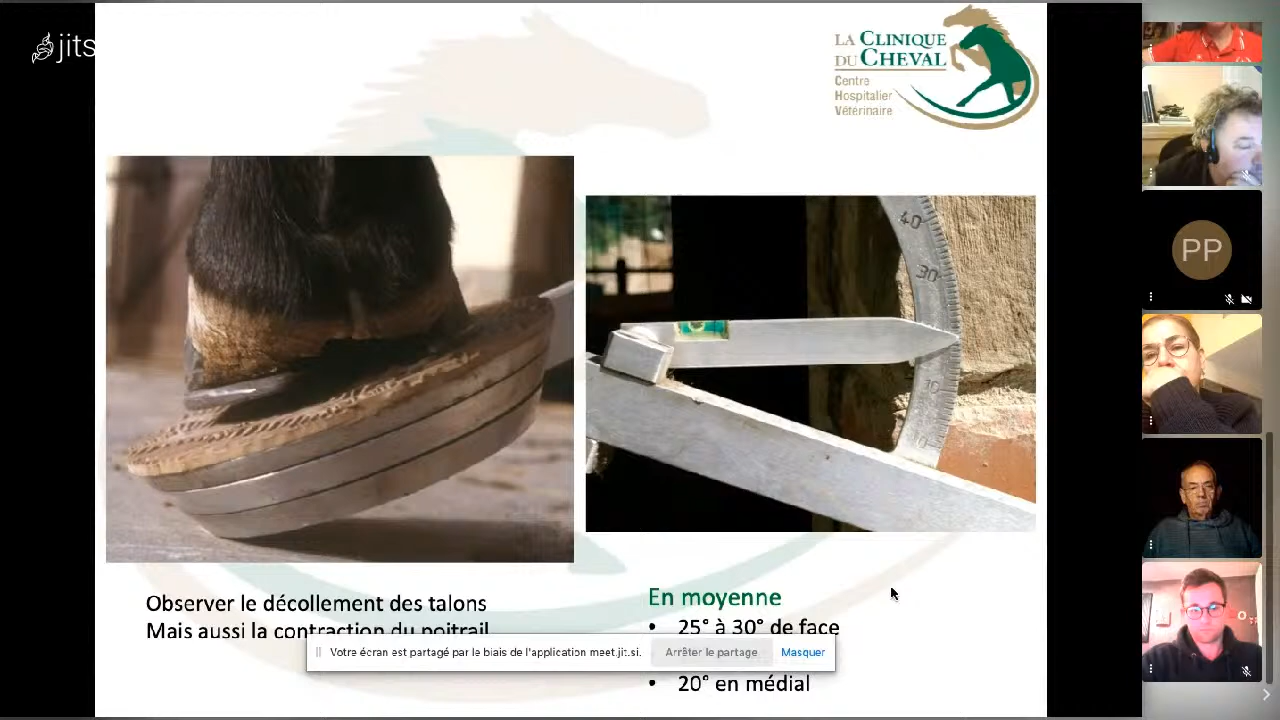 jits
LA CLINIQUE
DU CHEVAL
Centre
Hospitalier
Vétérinaire
40
30
10
PP
Observer le décollement des talons
Mais aussi la contraction du poitrail
En moyenne
• 25° à 30° de face
• 20° en médial
Votre écran est partagé par le biais de l'application meet.jit.si.
Arrêter le partage
Masquer